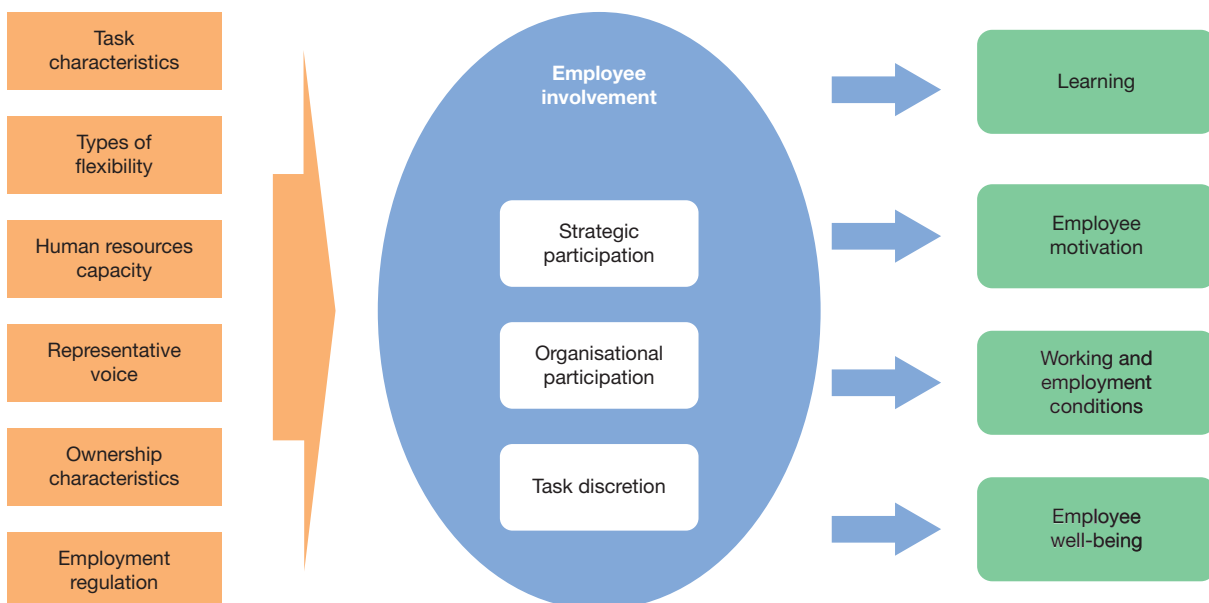 Task
characteristics
Types of
flexibility
Human resources
capacity
Representative
voice
Ownership
characteristics
Employment
regulation
Employee
involvement
Strategic
participation
Organisational
participation
Task discretion
Learning
Employee
motivation
Working and
employment
conditions
Employee
well-being